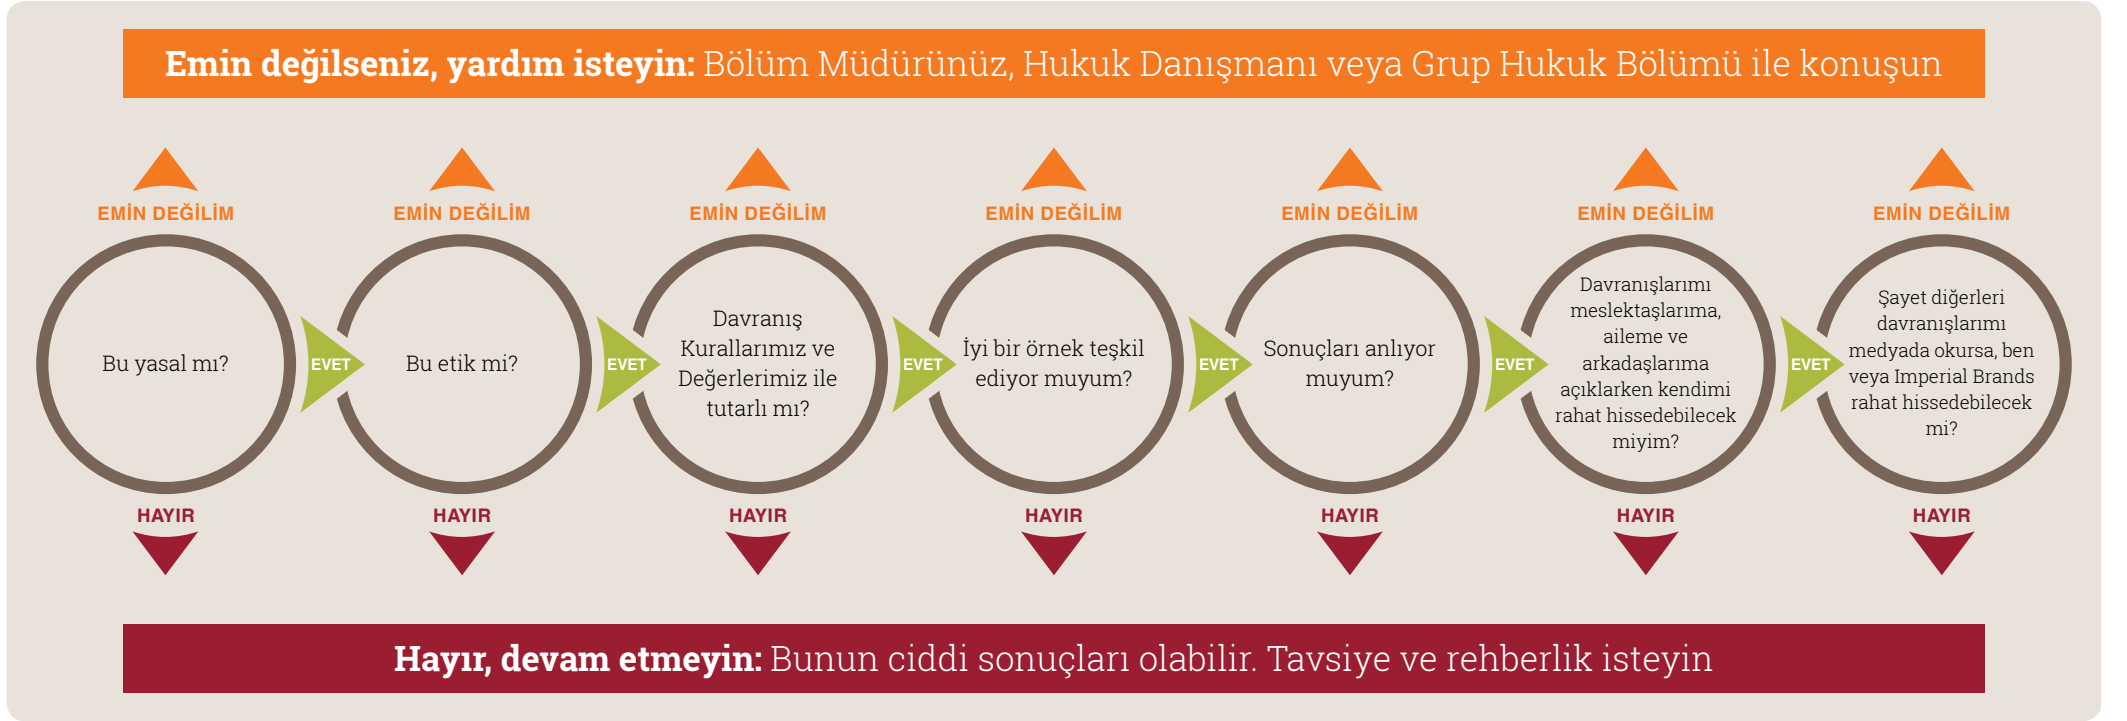 Emin değilseniz, yardım isteyin: Bölüm Müdürünüz, Hukuk Danışmanı veya Grup Hukuk Bölümü ile konuşun
EMİN DEĞİLİM
EMİN DEĞİLİM
EMİN DEĞİLİM
EMİN DEĞİLİM
EMİN DEĞİLİM
EMİN DEĞİLİM
EMİN DEĞİLİM
Bu yasal mı?
EVET
Bu etik mi?
EVET
Davranış
Kurallarımız ve
Değerlerimiz ile
tutarlı mı?
EVET
İyi bir örnek teşkil
ediyor muyum?
EVET
Sonuçları anlıyor
muyum?
EVET
Davranışlarımı
meslektaşlarıma,
aileme ve
arkadaşlarıma
açıklarken kendimi
rahat hissedebilecek
miyim?
EVET
Şayet diğerleri
davranışlarımı
medyada okursa, ben
veya Imperial Brands
rahat hissedebilecek
mi?
HAYIR
HAYIR
HAYIR
HAYIR
HAYIR
HAYIR
HAYIR
Hayır, devam etmeyin: Bunun ciddi sonuçları olabilir. Tavsiye ve rehberlik isteyin